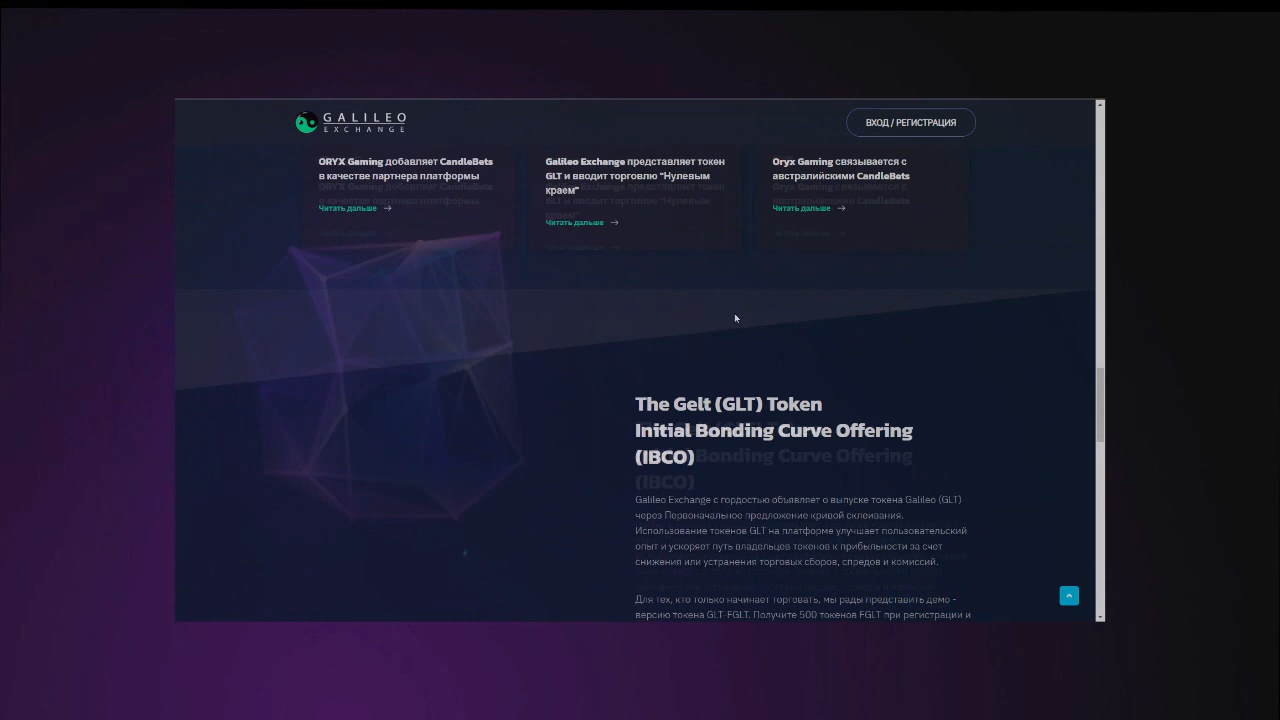 GALILEO
EXCHANGE
ВХОД / РЕГИСТРАЦИЯ
ORYX Gaming добавляет CandleBets
в качестве партнера платформы
Читать дальше
Galileo Exchange представляет токен
GLT и вводит торговлю "Нулевым
краем"
Читать дальше
Oryx Gaming связывается с
австралийскими CandleBets
Читать дальше
The Gelt (GLT) Token
Initial Bonding Curve Offering
(IBCO)
Galileo Exchange с гордостью объявляет о выпуске токена Galileo (GLT)
через Первоначальное предложение кривой склеивания.
Использование токенов GLT на платформе улучшает пользовательский
опыт и ускоряет путь владельцев токенов к прибыльности за счет
снижения или устранения торговых сборов, спредов и комиссий.
Для тех, кто только начинает торговать, мы рады представить демо -
версию токена GLT-FGLT. Получите 500 токенов FGLT при регистрации и